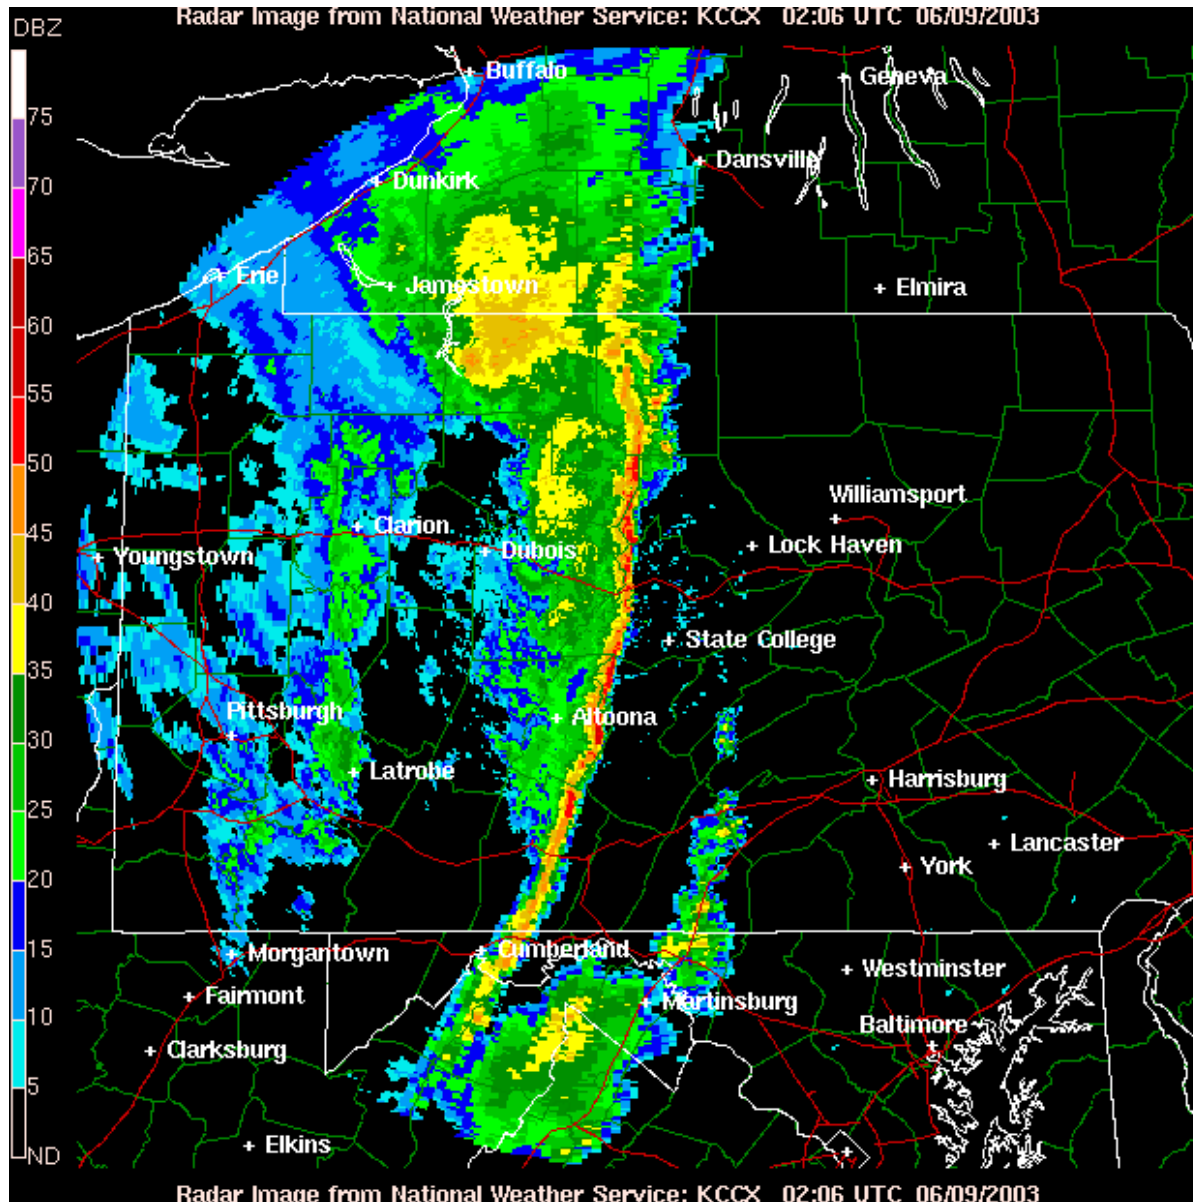 Radar Image from National Weather Service: KCCX 02:06 UTC 06/09/2003
DBZ
Buffalo
Geneva
75
Dansville
70
Dunkirk
65
Erie
Jamestown
Elmira
60
55
50
Williamsport
Clarion
45
Youngstown
Dubois
Lock Haven
40
State College
35
Pittsburgh
Altoona
30
Latrobe
Harrisburg
25
Lancaster
York
20
15
Morgantown
Cumberland
Westminster
Fairmont
Martinsburg
10
Baltimore
Clarksburg
5
Elkins
ND
Radar Image from National Weather Service: KCCX 02:06 UTC 06/09/2003